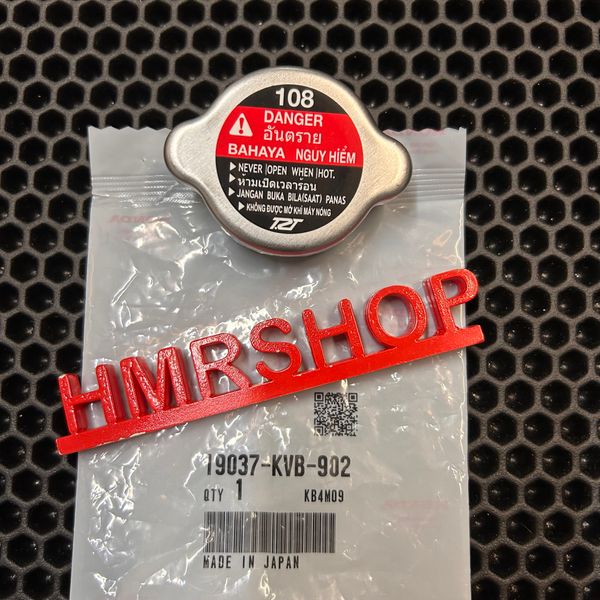 108
DANGER
อันตราย
BAHAYA NGUY HiỂM
▶ NEVER |OPEN WHEN |HOT.
▶ ห้ามเปิดเวลาร้อน
▶ JANGAN BUKA BILA(SAAT) PANAS
▶ KHÔNG ĐƯỢC MỞ KHI MÁY NÓNG
HMRSHOP
19037-KVB-902
QTY 1 KB4M09
MADE IN JAPAN